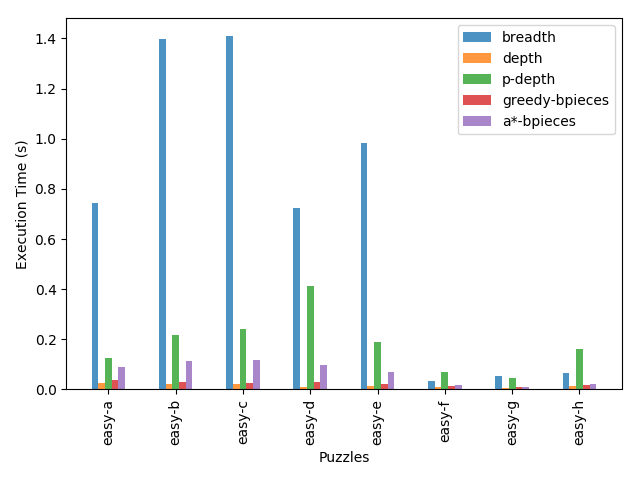 breadth
depth
p-depth
greedy-bpieces
a*-bpieces
1.4
1.2
1.0
0.8
0.6
0.4
0.2
0.0
Execution Time (s)
easy-a
easy-b
easy-c
easy-d
easy-e
easy-f
easy-g
easy-h
Puzzles